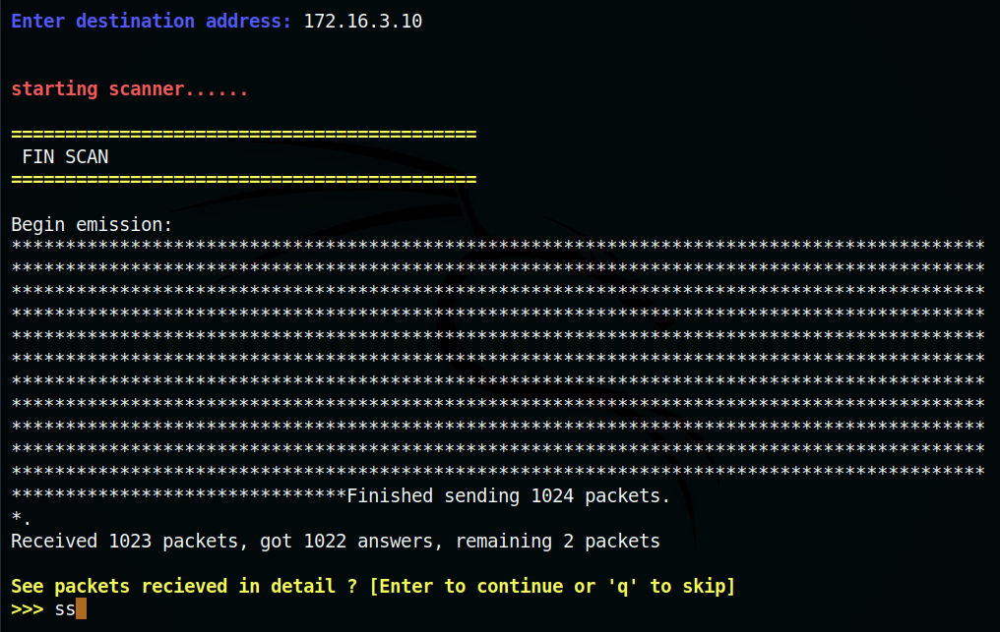 Enter destination address: 172.16.3.10
starting scanner......
===========================================
 FIN SCAN
===========================================
Begin emission:
******************************************************************************************
******************************************************************************************
******************************************************************************************
******************************************************************************************
******************************************************************************************
******************************************************************************************
******************************************************************************************
******************************************************************************************
******************************************************************************************
******************************************************************************************
******************************************************************************************
*******************************Finished sending 1024 packets.
*.
Received 1023 packets, got 1022 answers, remaining 2 packets
See packets recieved in detail ? [Enter to continue or 'q' to skip]
>>> ss